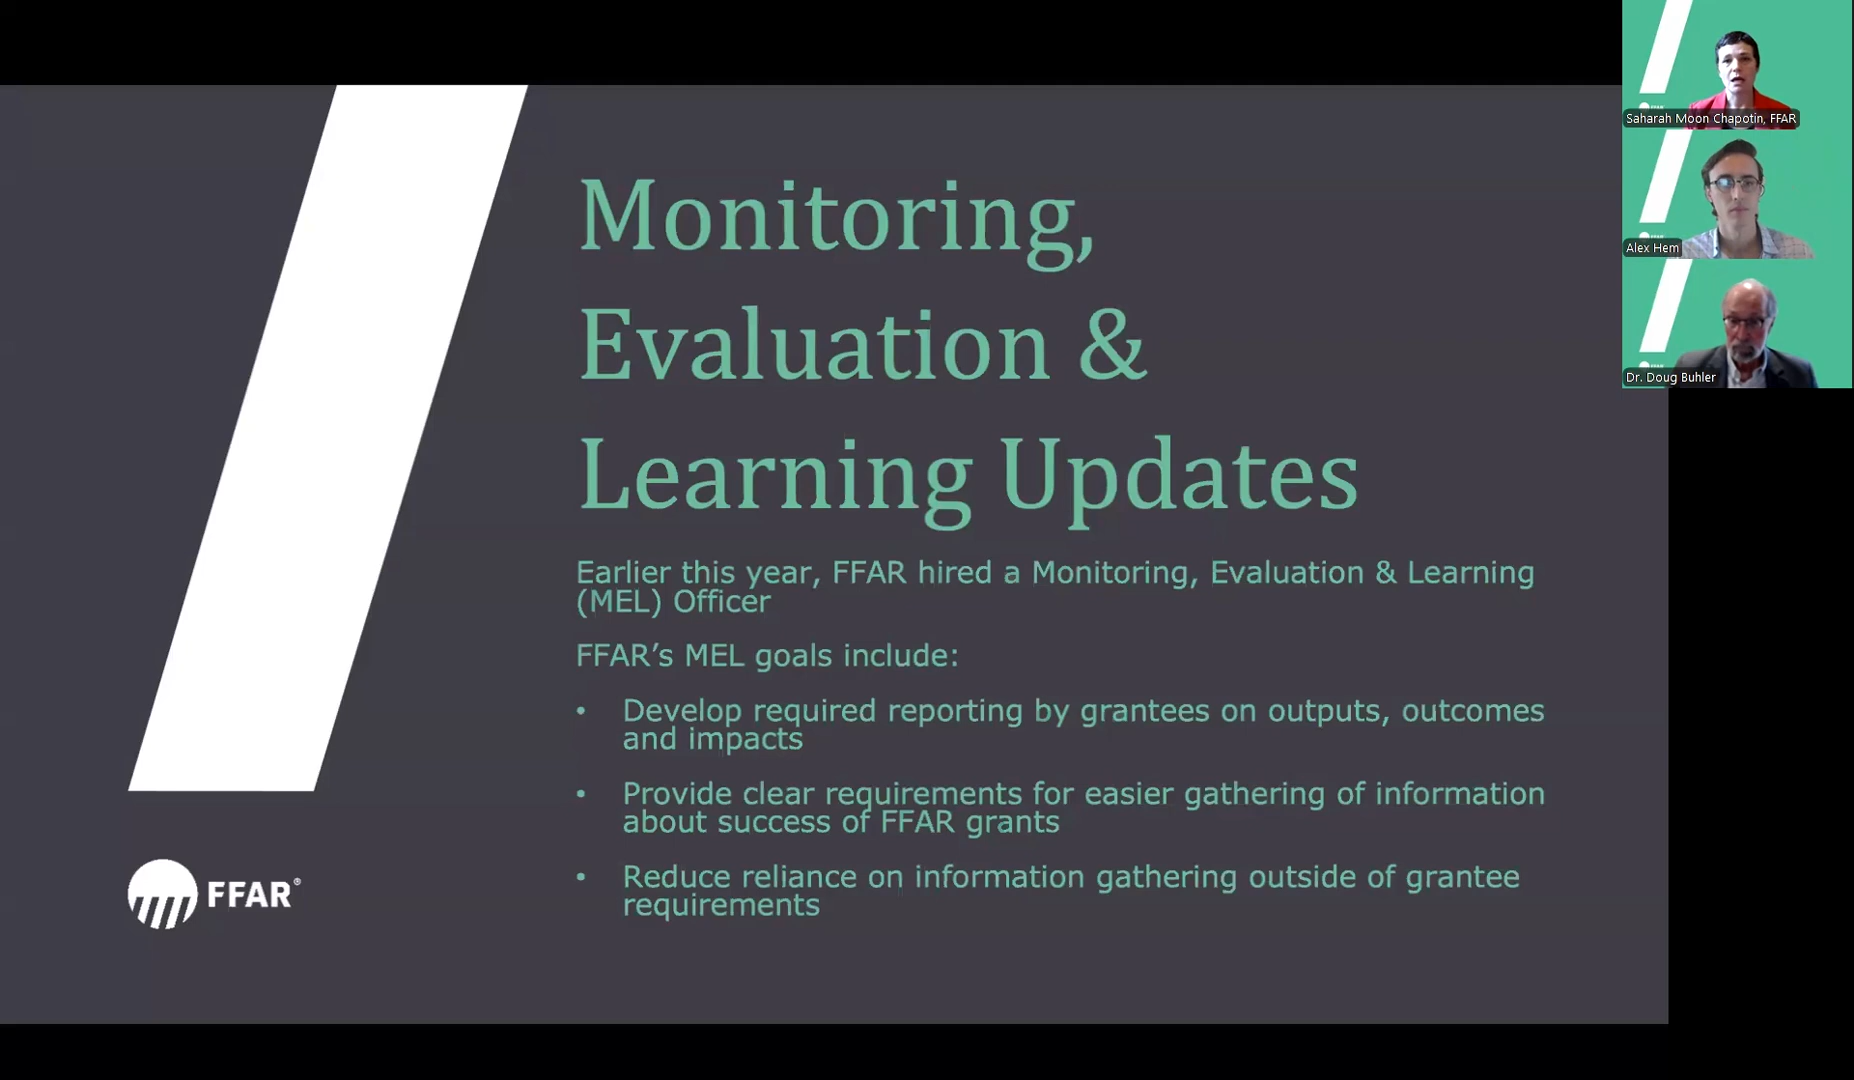 Monitoring,
Evaluation &
Learning Updates
Earlier this year, FFAR hired a Monitoring, Evaluation & Learning
(MEL) Officer
FFAR’s MEL goals include:
• Develop required reporting by grantees on outputs, outcomes
and impacts
• Provide clear requirements for easier gathering of information
about success of FFAR grants
• Reduce reliance on information gathering outside of grantee
requirements
FFAR®
Saharah Moon Chapotin, FFAR
Alex Hem
Dr. Doug Buhler